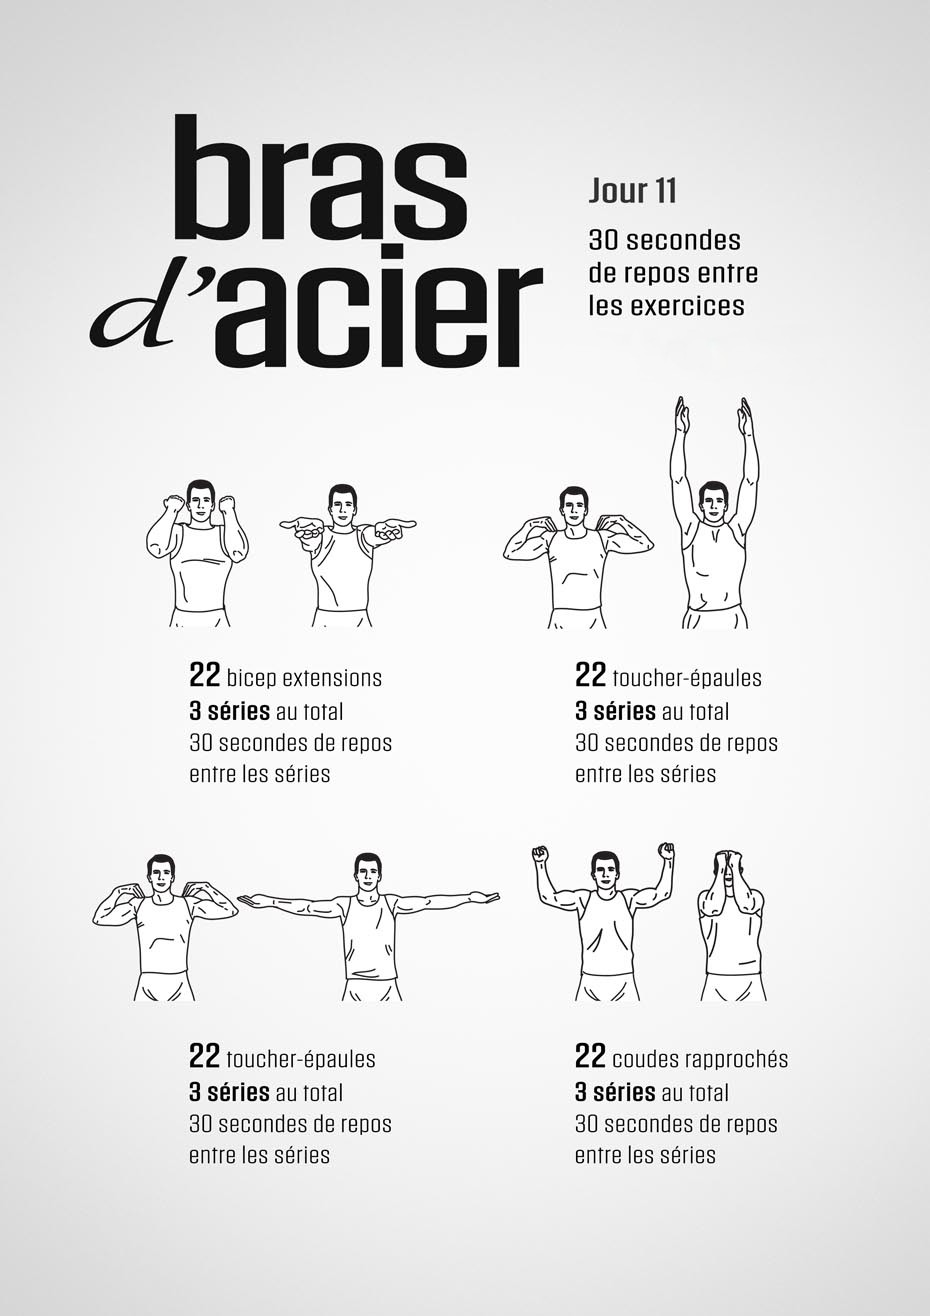 bras
d'acier
Jour 11
30 secondes
de repos entre
les exercices
22 bicep extensions
3 séries au total
30 secondes de repos
entre les séries
22 toucher-épaules
3 séries au total
30 secondes de repos
entre les séries
22 toucher-épaules
3 séries au total
30 secondes de repos
entre les séries
22 coudes rapprochés
3 séries au total
30 secondes de repos
entre les séries